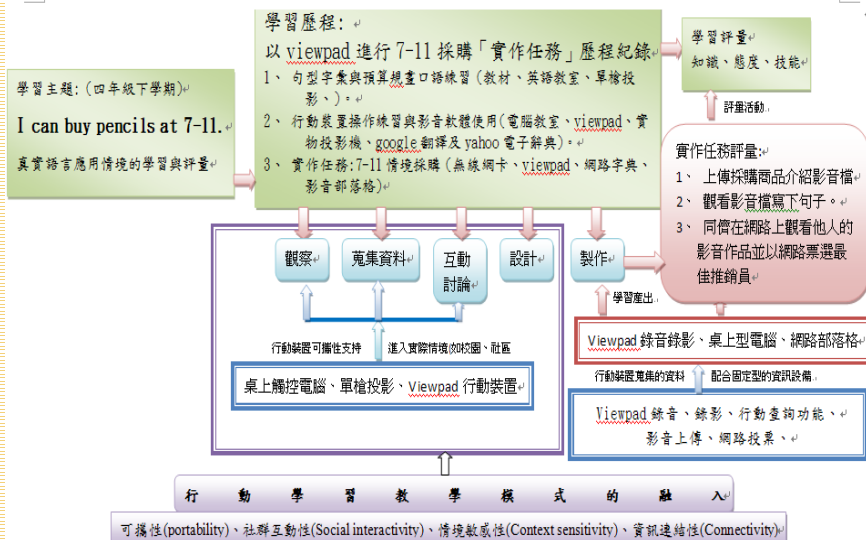 學習主題:(四年級下學期)
I can buy pencils at 7-11.
真實語言應用情境的學習與評量
學習歷程:
以 viewpad 進行 7-11 採購「實作任務」歷程紀錄
1、 句型字彙與預算規畫口語練習(教材、英語教室、單槍投
影、)。
2、 行動裝置操作練習與影音軟體使用(電腦教室、viewpad、實
物投影機、google 翻譯及 yahoo 電子辭典)。
3、 實作任務:7-11 情境採購(無線網卡、viewpad、網路字典、
影音部落格)
學習評量
知識、態度、技能
評量活動
實作任務評量:
1、 上傳採購商品介紹影音檔
2、 觀看影音檔寫下句子。
3、 同儕在網路上觀看他人的
影音作品並以網路票選最
佳推銷員
觀察
蒐集資料
互動
討論
設計
製作
學習產出
行動裝置可攜性支持
進入實際情境(如校園、社區
桌上觸控電腦、單槍投影、Viewpad 行動裝置
Viewpad 錄音錄影、桌上型電腦、網路部落格
行動裝置蒐集的資料
配合固定型的資訊設備
Viewpad 錄音、錄影、行動查詢功能、
影音上傳、網路投票、
行動學習教學模式的融入
可攜性(portability)、社群互動性(Social interactivity)、情境敏感性(Context sensitivity)、資訊連結性(Connectivity)